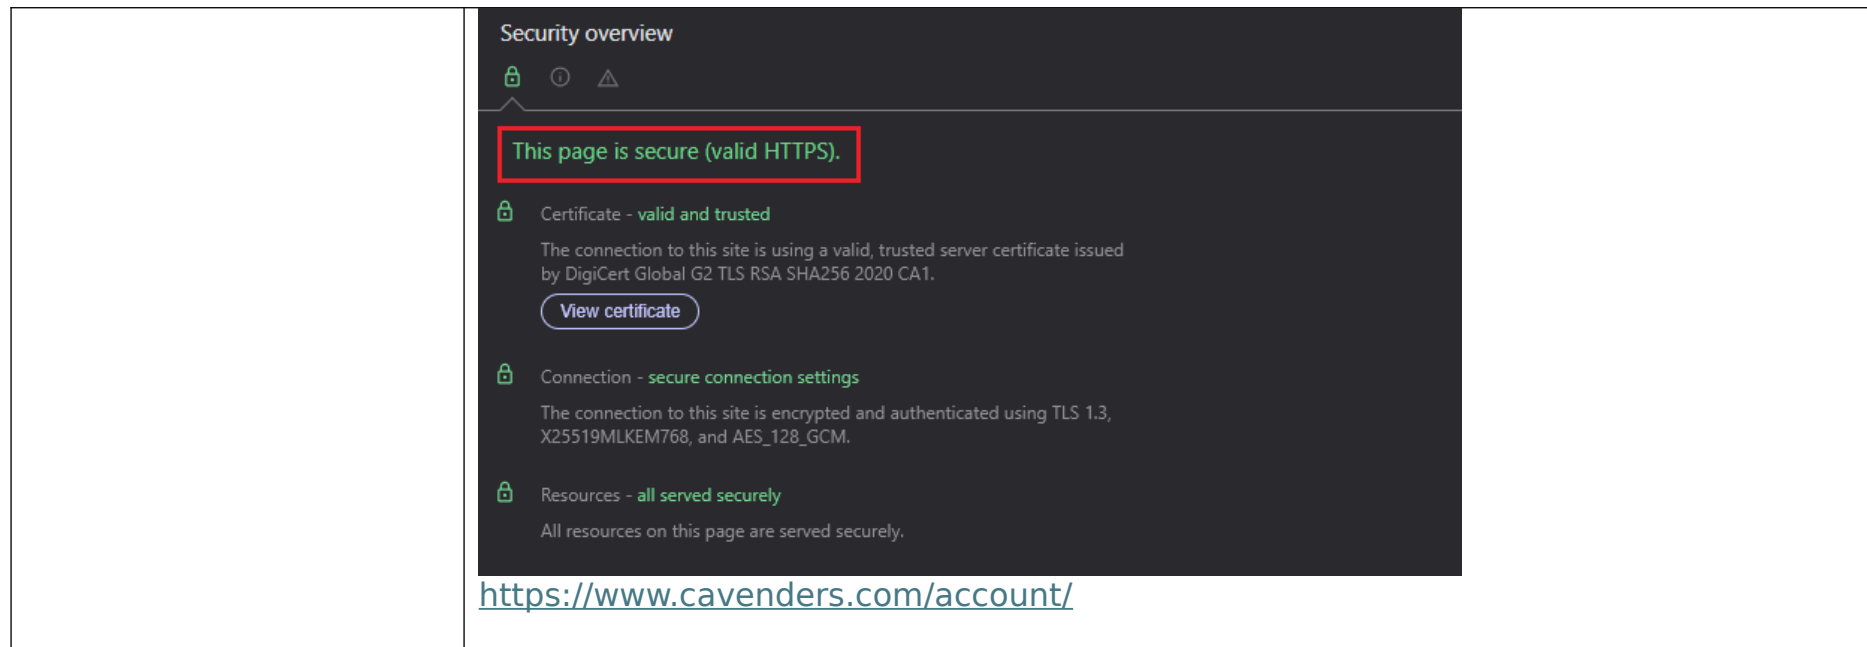 Security overview
This page is secure (valid HTTPS).
Certificate - valid and trusted
The connection to this site is using a valid, trusted server certificate issued
by DigiCert Global G2 TLS RSA SHA256 2020 CA1.
View certificate
Connection - secure connection settings
The connection to this site is encrypted and authenticated using TLS 1.3,
X25519MLKEM768, and AES_128_GCM.
Resources - all served securely
All resources on this page are served securely.
https://www.cavenders.com/account/